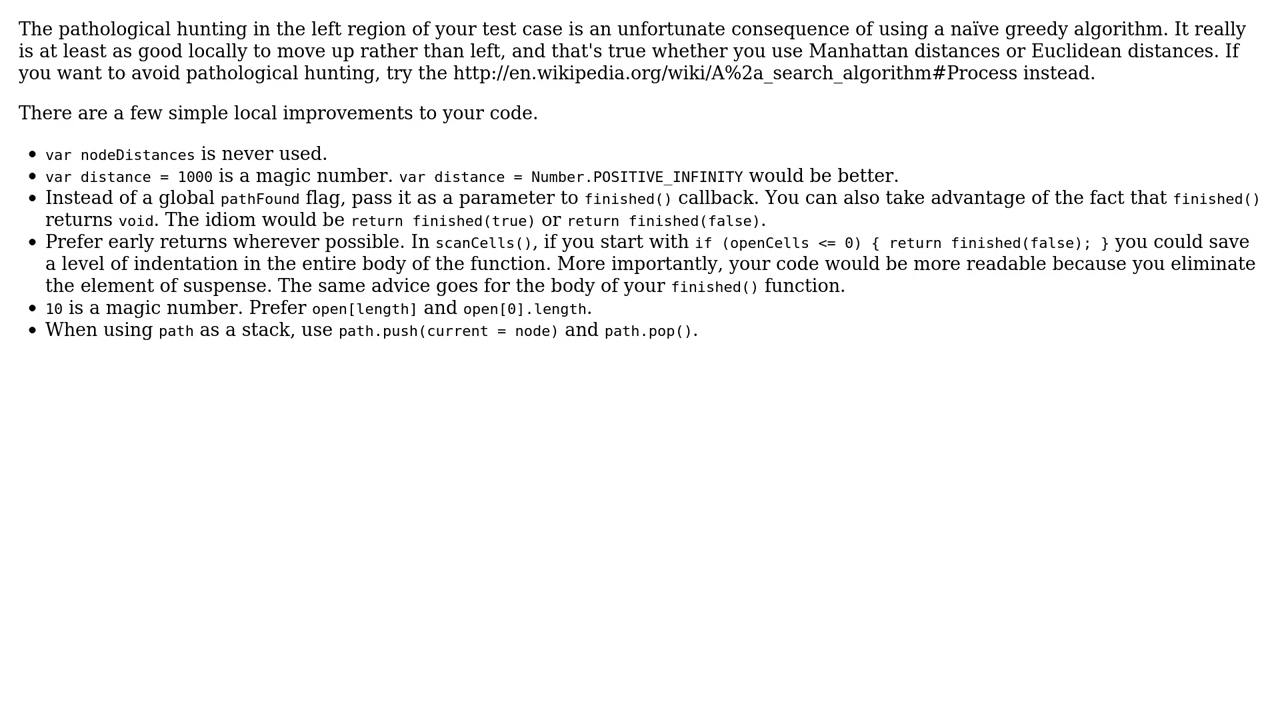 The pathological hunting in the left region of your test case is an unfortunate consequence of using a naïve greedy algorithm. It really
is at least as good locally to move up rather than left, and that's true whether you use Manhattan distances or Euclidean distances. If
you want to avoid pathological hunting, try the http://en.wikipedia.org/wiki/A%2a_search_algorithm#Process instead.
There are a few simple local improvements to your code.
• var nodeDistances is never used.
• var distance = 1000 is a magic number. var distance = Number.POSITIVE_INFINITY would be better.
• Instead of a global pathFound flag, pass it as a parameter to finished() callback. You can also take advantage of the fact that finished()
returns void. The idiom would be return finished(true) or return finished(false).
• Prefer early returns wherever possible. In scanCells(), if you start with if (openCells <= 0) { return finished(false); } you could save
a level of indentation in the entire body of the function. More importantly, your code would be more readable because you eliminate
the element of suspense. The same advice goes for the body of your finished() function.
• 10 is a magic number. Prefer open[length] and open[0].length.
• When using path as a stack, use path.push(current = node) and path.pop().